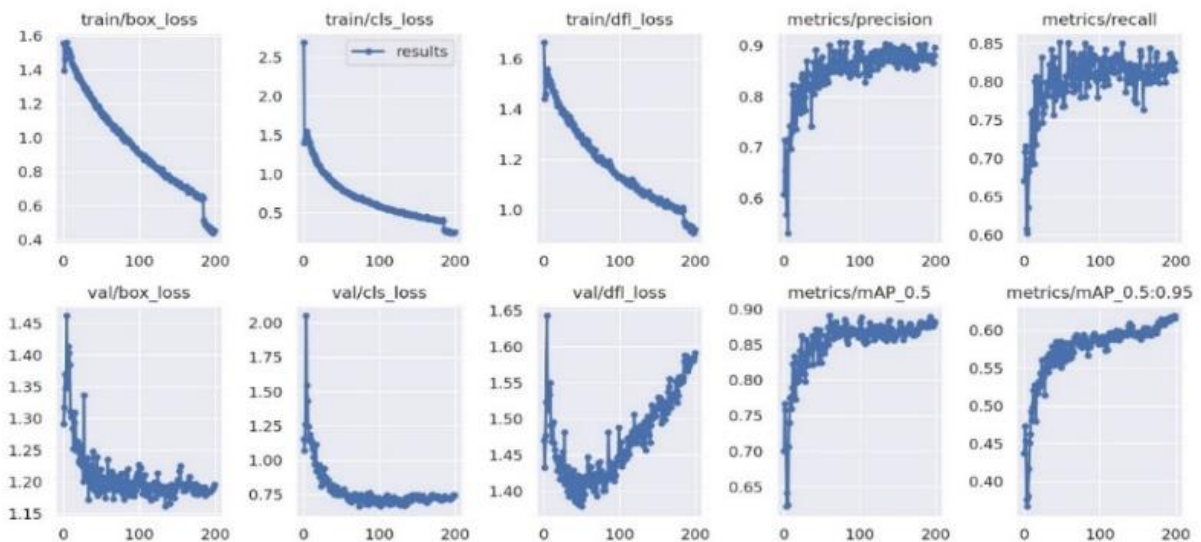 train/box_loss train/cls_loss train/dfl_loss metrics/precision metrics/recall
1.6 1.4 1.2 1.0 0.8 0.6 0.4
0 100 200
results
2.5 2.0 1.5 1.0 0.5
0 100 200
1.6 1.4 1.2 1.0
0 100 200
0.9 0.8 0.7 0.6
0 100 200
0.85 0.80 0.75 0.70 0.65 0.60
0 100 200
val/box_loss val/cls_loss val/dfl_loss metrics/mAP_0.5 metrics/mAP_0.5:0.95
1.45 1.40 1.35 1.30 1.25 1.20 1.15
0 100 200
2.00 1.75 1.50 1.25 1.00 0.75
0 100 200
1.65 1.60 1.55 1.50 1.45 1.40
0 100 200
0.90 0.85 0.80 0.75 0.70 0.65
0 100 200
0.60 0.55 0.50 0.45 0.40
0 100 200